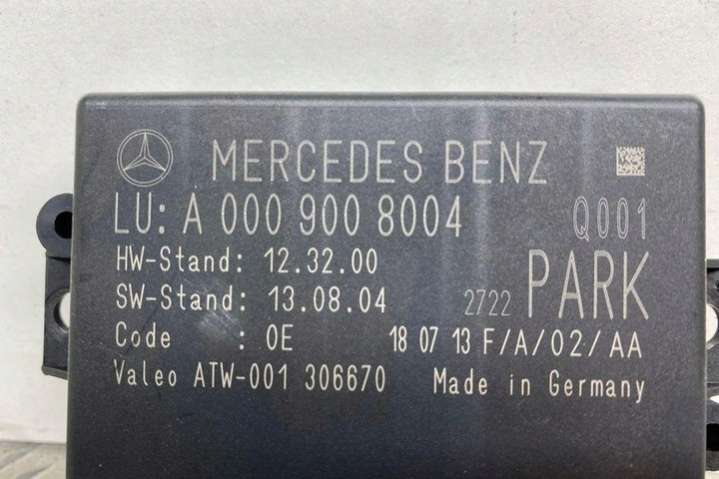 MERCEDES BENZ
LU: A 000 900 8004 Q001
HW-Stand: 12.32.00
SW-Stand: 13.08.04 2722 PARK
Code : 0E 18 07 13 F/A/02/AA
Valeo ATW-001 306670 Made in Germany